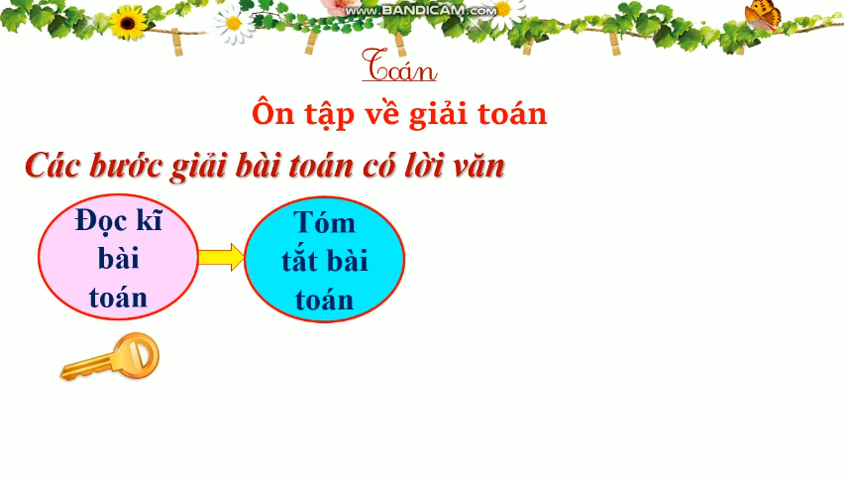 WWW.BANDICAM.COM
Toán
Ôn tập về giải toán
Các bước giải bài toán có lời văn
Đọc kĩ
bài
toán
Tóm
tắt bài
toán